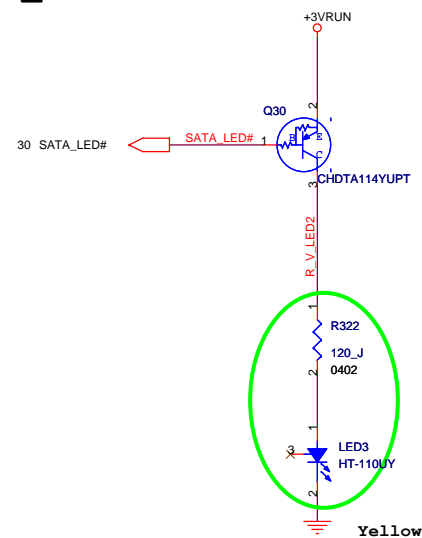 +3VRUN
2
Q30
B E
C
30 SATA_LED#
SATA_LED#
1
CHDTA114YUPT
3
R_V_LED2
1
R322
120_J
0402
2
1
3
LED3
HT-110UY
2
Yellow